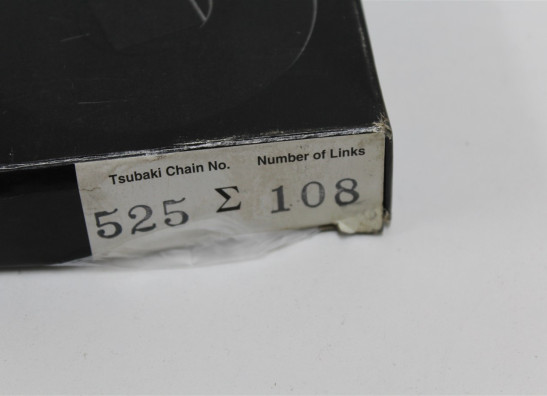 Tsubaki Chain No. Number of Links
525 Σ 108